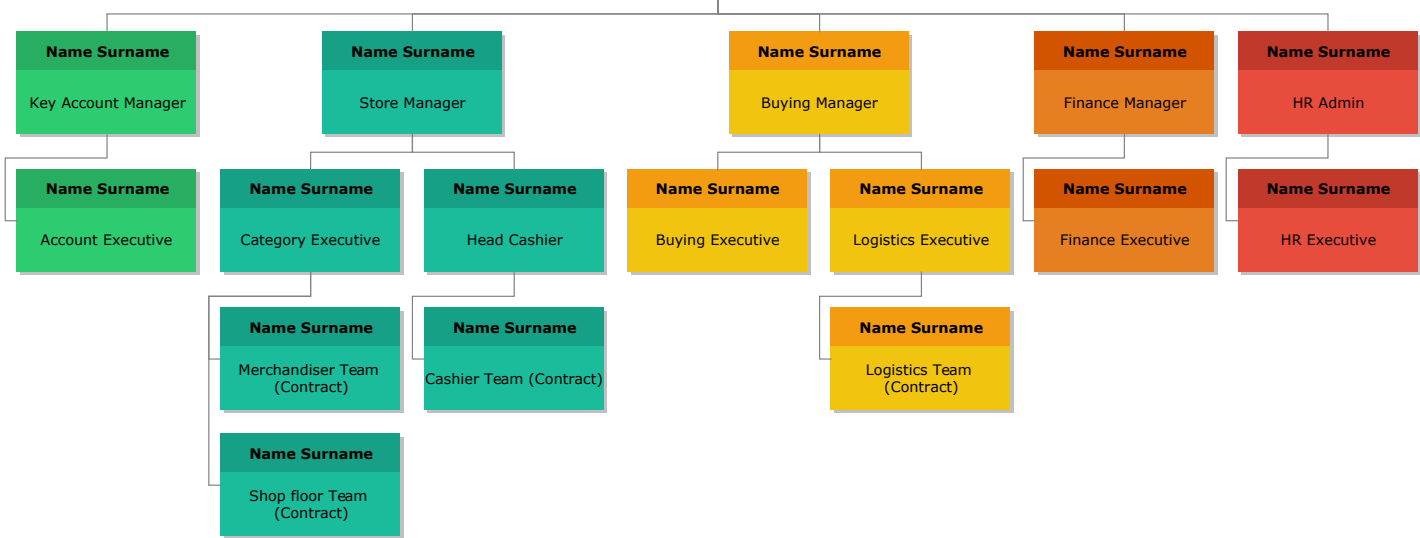 Name Surname
Key Account Manager
Name Surname
Store Manager
Name Surname
Buying Manager
Name Surname
Finance Manager
Name Surname
HR Admin
Name Surname
Account Executive
Name Surname
Category Executive
Name Surname
Head Cashier
Name Surname
Buying Executive
Name Surname
Logistics Executive
Name Surname
Finance Executive
Name Surname
HR Executive
Name Surname
Merchandiser Team
(Contract)
Name Surname
Cashier Team (Contract)
Name Surname
Logistics Team
(Contract)
Name Surname
Shop floor Team
(Contract)